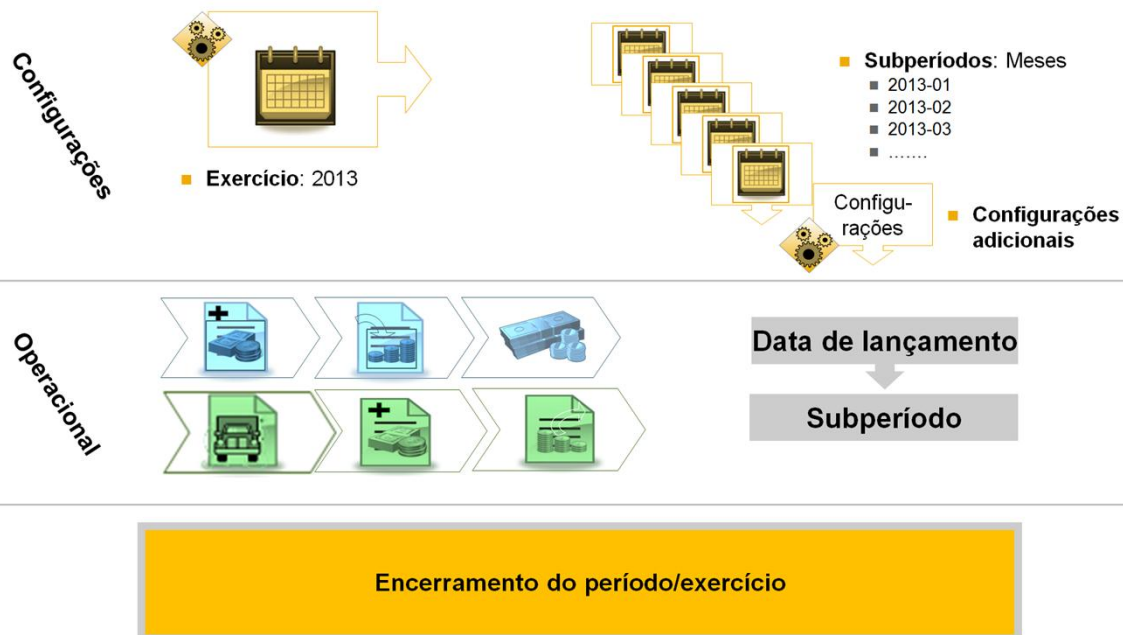 Configurações
Exercício: 2013
Subperíodos: Meses
2013-01
2013-02
2013-03
.......
Configu-
rações
Configurações
adicionais
Operacional
Data de lançamento
Subperíodo
Encerramento do período/exercício